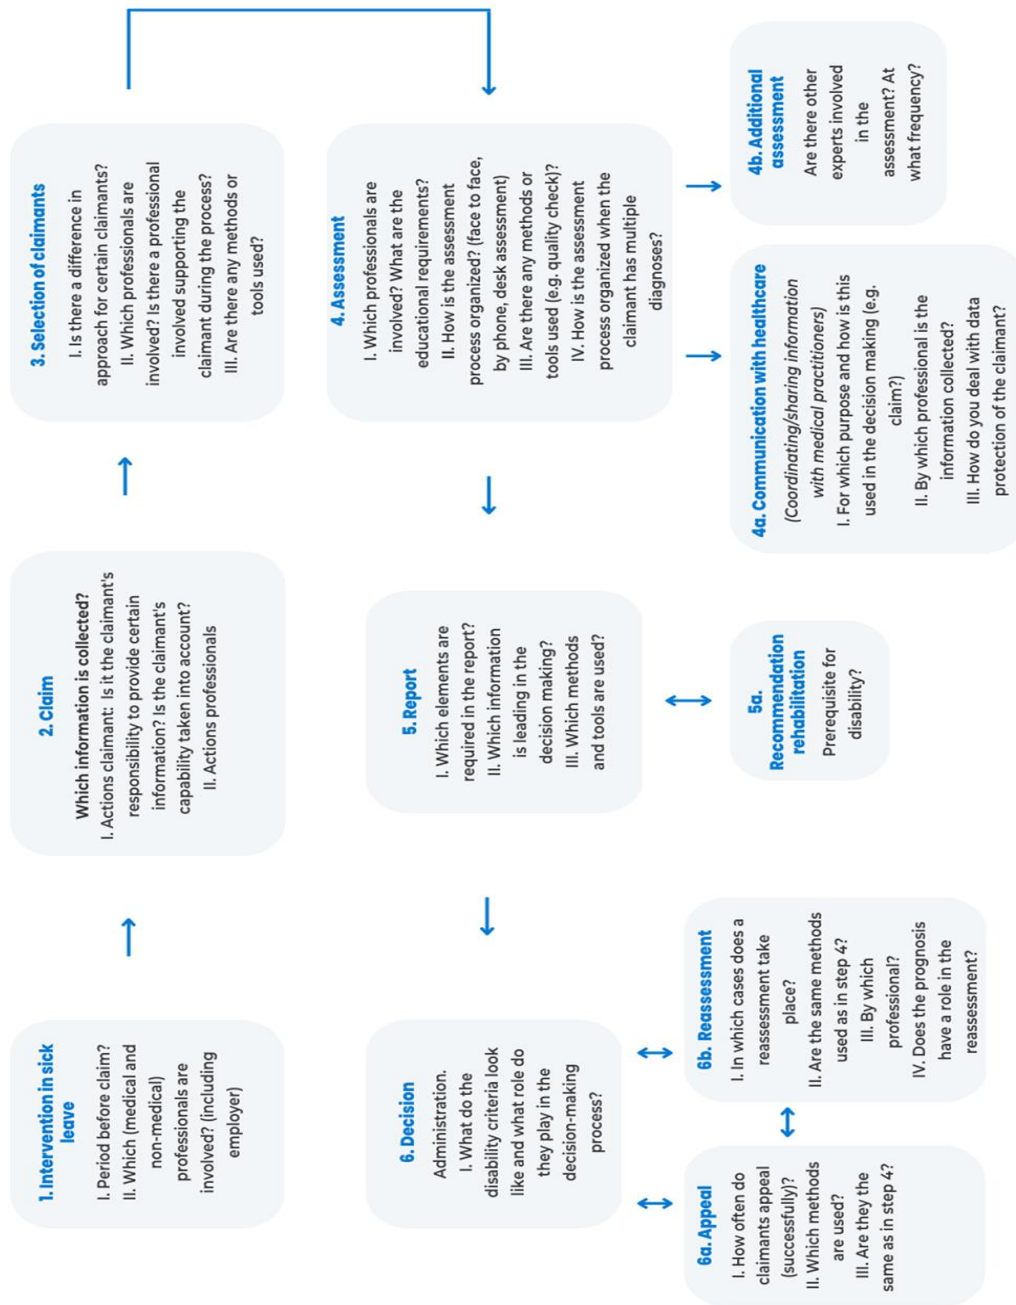 1. Intervention in sick
leave
I. Period before claim?
II. Which (medical and
non-medical)
professionals are
involved? (including
employer)
2. Claim
Which information is collected?
I. Actions claimant: Is it the claimant's
responsibility to provide certain
information? Is the claimant's
capability taken into account?
II. Actions professionals
3. Selection of claimants
I. Is there a difference in
approach for certain claimants?
II. Which professionals are
involved? Is there a professional
involved supporting the
claimant during the process?
III. Are there any methods or
tools used?
4. Assessment
I. Which professionals are
involved? What are the
educational requirements?
II. How is the assessment
process organized? (face to face,
by phone, desk assessment)
III. Are there any methods or
tools used (e.g. quality check)?
IV. How is the assessment
process organized when the
claimant has multiple
diagnoses?
4a. Communication with healthcare
(Coordinating/sharing information
with medical practitioners)
I. For which purpose and how is this
used in the decision making (e.g.
claim?)
II. By which professional is the
information collected?
III. How do you deal with data
protection of the claimant?
4b. Additional
assessment
Are there other
experts involved
in the
assessment? At
what frequency?
5. Report
I. Which elements are
required in the report?
II. Which information
is leading in the
decision making?
III. Which methods
and tools are used?
5a.
Recommendation
rehabilitation
Prerequisite for
disability?
6. Decision
Administration.
I. What do the
disability criteria look
like and what role do
they play in the
decision-making
process?
6a. Appeal
I. How often do
claimants appeal
(successfully)?
II. Which methods
are used?
III. Are they the
same as in step 4?
6b. Reassessment
I. In which cases does a
reassessment take
place?
II. Are the same methods
used as in step 4?
III. By which
professional?
IV. Does the prognosis
have a role in the
reassessment?